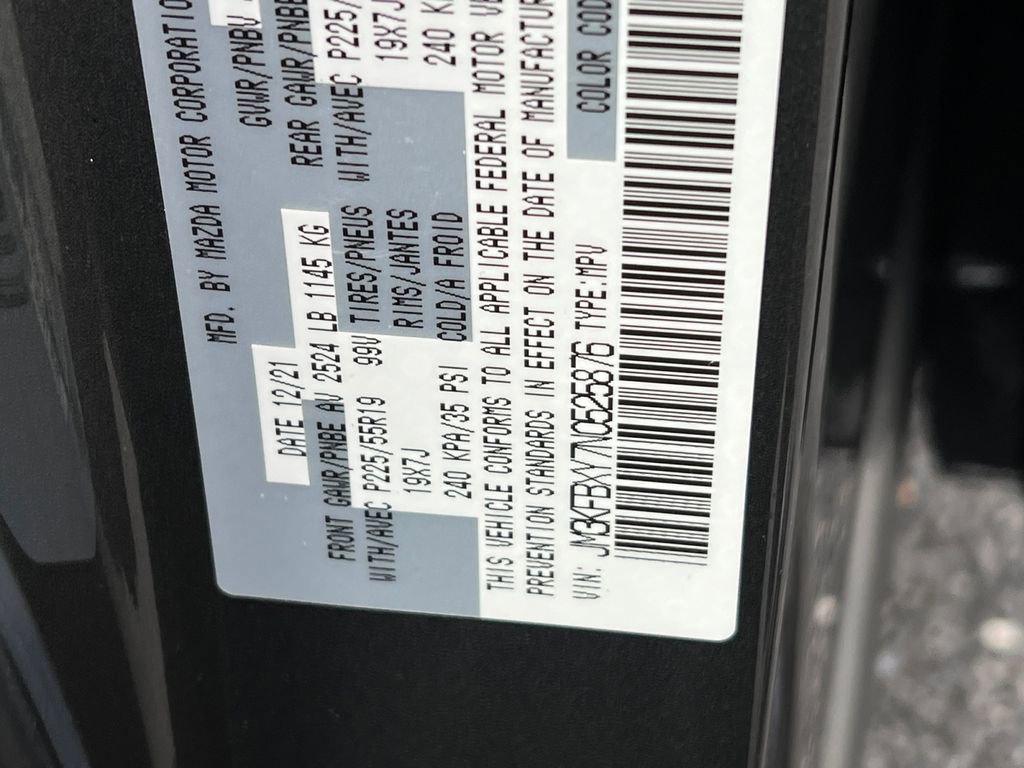 MFD. BY MAZDA MOTOR CORPORATION
DATE 12/21 GVWR/PNBV
FRONT GAWR/PNBE AV 2524 LB 1145 KG REAR GAWR/PNBE
WITH/AVEC P225/55R19 99V TIRES/PNEUS WITH/AVEC P225/
19X7J RIMS/JANTES 19X7J
240 KPA/35 PSI COLD/A FROID 240
THIS VEHICLE CONFORMS TO ALL APPLICABLE FEDERAL MOTOR
PREVENTION STANDARDS IN EFFECT ON THE DATE OF
VIN: JM3KFBXY7N0525876 TYPE:MPV COLOR